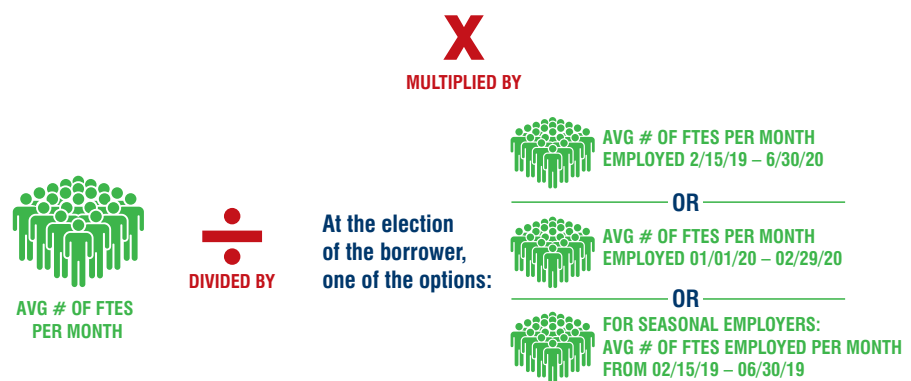 X
MULTIPLIED BY
AVG # OF FTES
PER MONTH
÷
DIVIDED BY
At the election
of the borrower,
one of the options:
AVG # OF FTES PER MONTH
EMPLOYED 2/15/19 – 6/30/20
OR
AVG # OF FTES PER MONTH
EMPLOYED 01/01/20 – 02/29/20
OR
FOR SEASONAL EMPLOYERS:
AVG # OF FTES EMPLOYED PER MONTH
FROM 02/15/19 – 06/30/19